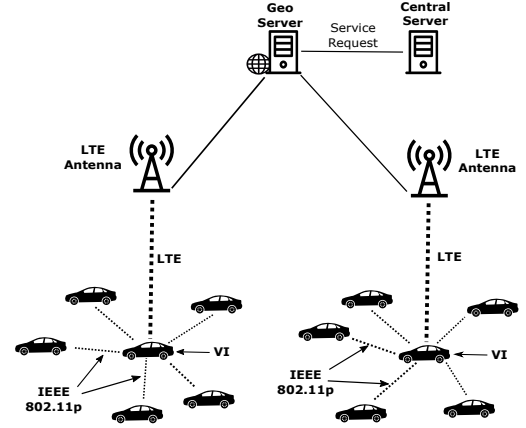 Geo
Server
Central
Server
Service
Request
LTE
Antenna
LTE
Antenna
LTE
LTE
VI
VI
IEEE
802.11p
IEEE
802.11p